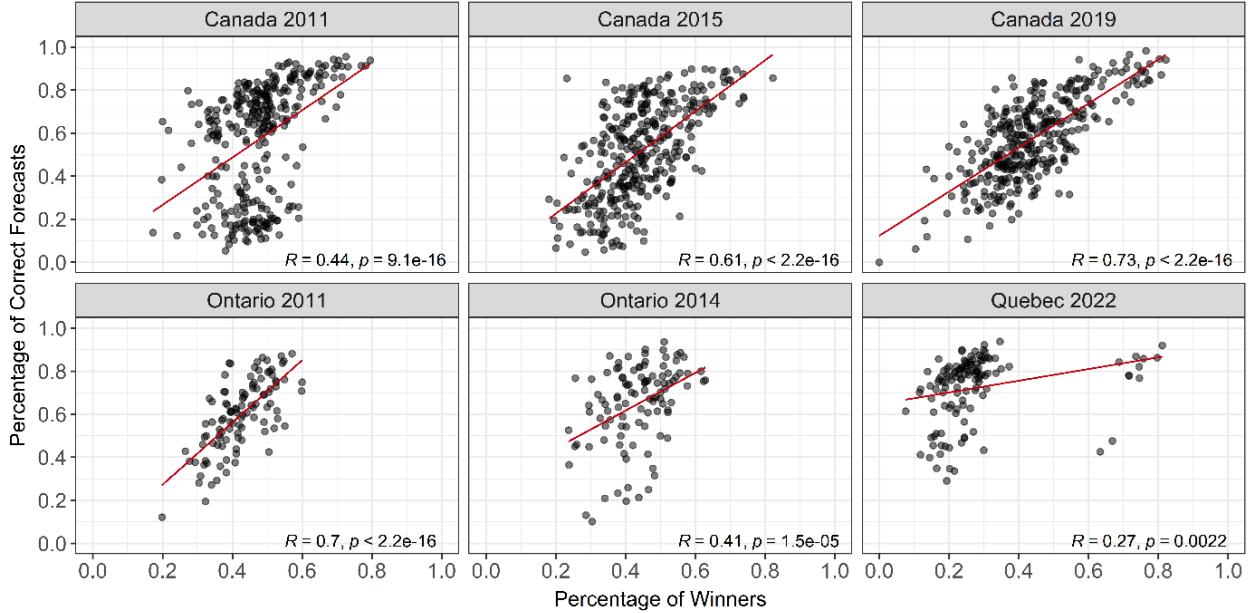 Canada 2011
Canada 2015
Canada 2019
1.0
0.8
0.6
0.4
0.2
0.0
R = 0.44, p = 9.1e-16
R = 0.61, p < 2.2e-16
R = 0.73, p < 2.2e-16
Percentage of Correct Forecasts
Ontario 2011
Ontario 2014
Quebec 2022
1.0
0.8
0.6
0.4
0.2
0.0
R = 0.7, p < 2.2e-16
R = 0.41, p = 1.5e-05
R = 0.27, p = 0.0022
0.0 0.2 0.4 0.6 0.8 1.0
0.0 0.2 0.4 0.6 0.8 1.0
0.0 0.2 0.4 0.6 0.8 1.0
Percentage of Winners